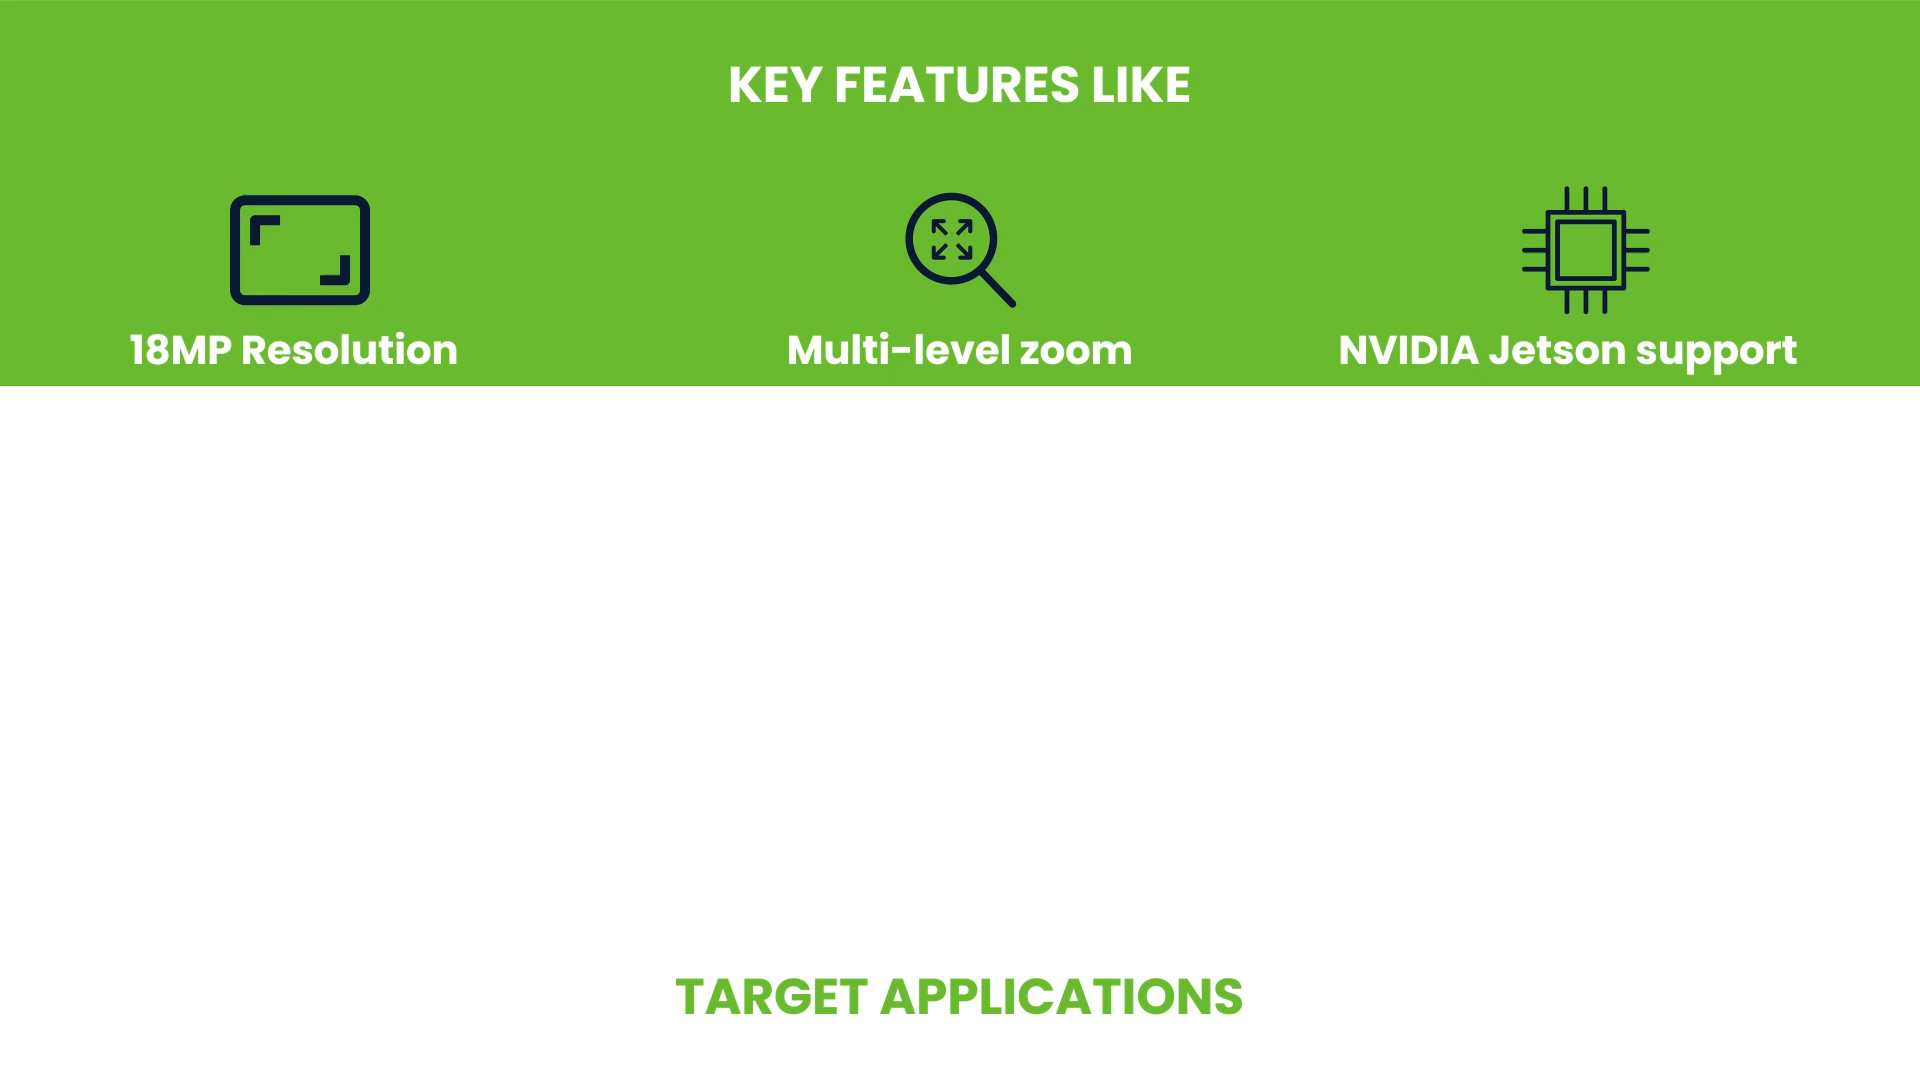 KEY FEATURES LIKE
18MP Resolution
Multi-level zoom
NVIDIA Jetson support
TARGET APPLICATIONS